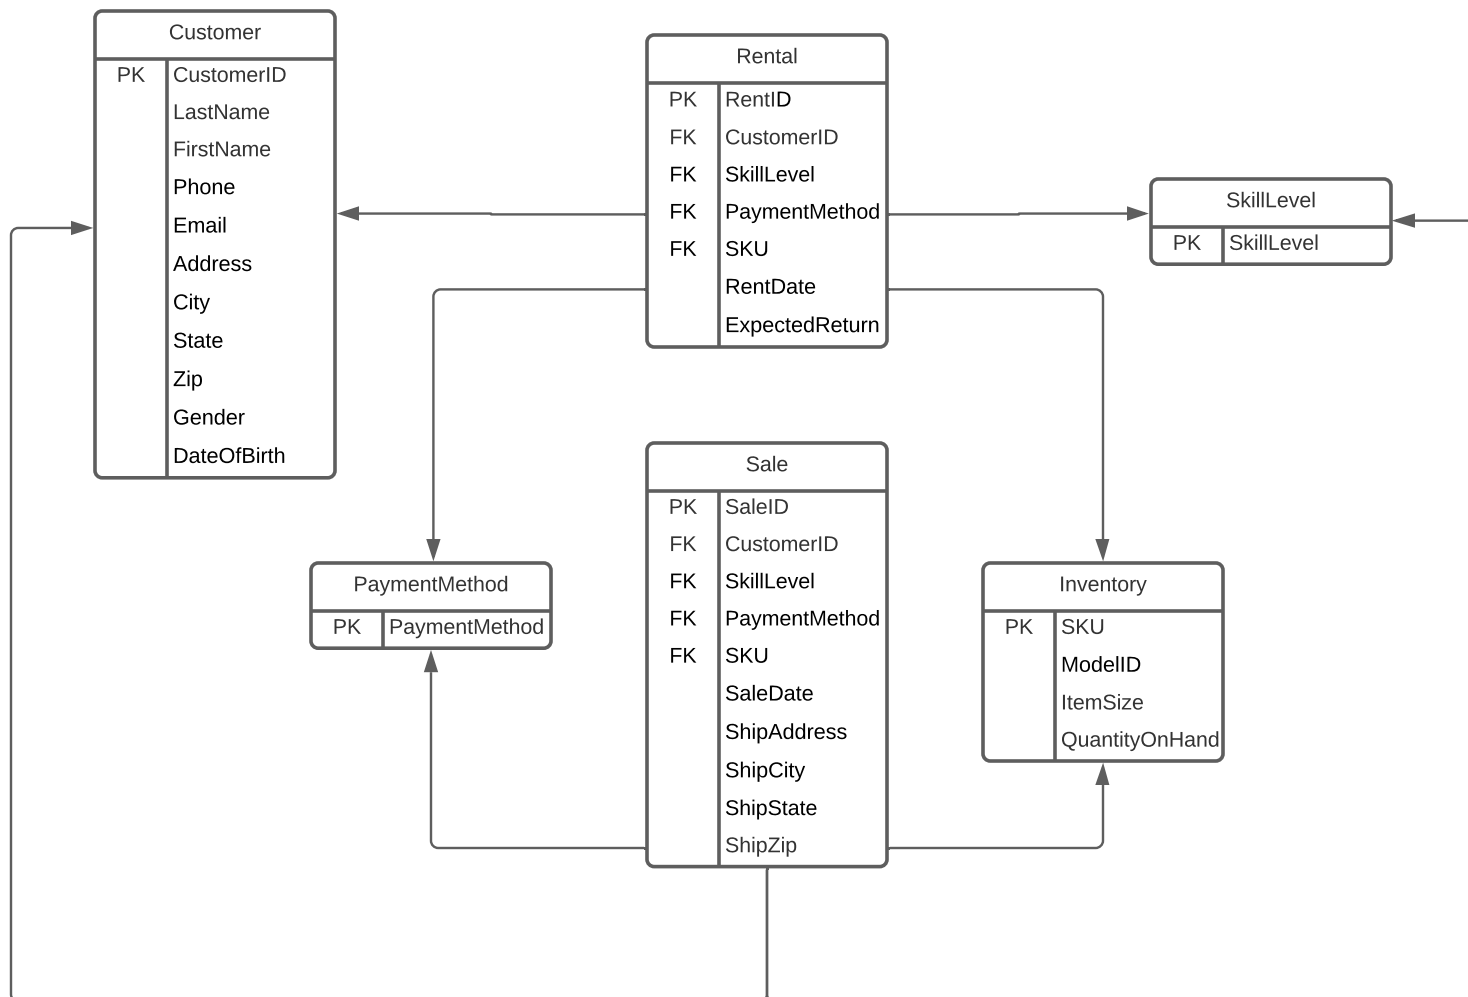 Customer
PK CustomerID
LastName
FirstName
Phone
Email
Address
City
State
Zip
Gender
DateOfBirth
Rental
PK RentID
FK CustomerID
FK SkillLevel
FK PaymentMethod
FK SKU
RentDate
ExpectedReturn
SkillLevel
PK SkillLevel
PaymentMethod
PK PaymentMethod
Sale
PK SaleID
FK CustomerID
FK SkillLevel
FK PaymentMethod
FK SKU
SaleDate
ShipAddress
ShipCity
ShipState
ShipZip
Inventory
PK SKU
ModelID
ItemSize
QuantityOnHand